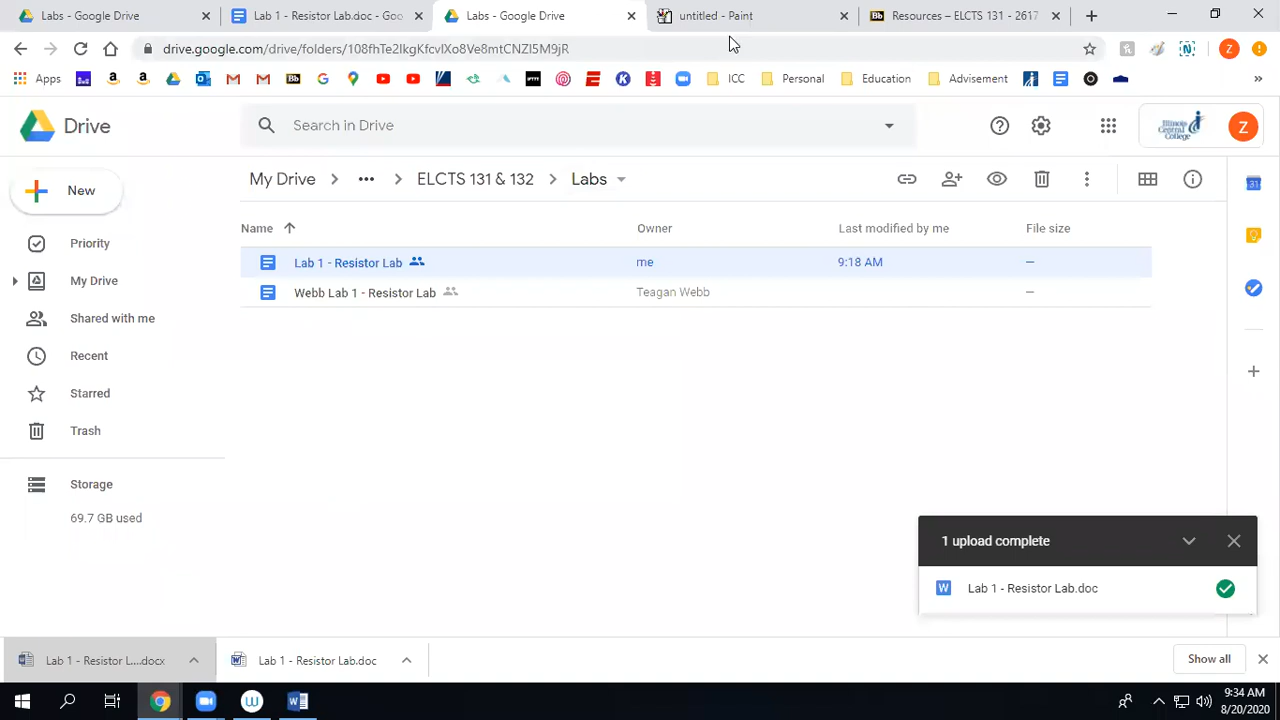 Labs - Google Drive
Lab 1 - Resistor Lab.doc - Goo
Labs - Google Drive
untitled - Paint
Resources – ELCTS 131 - 2617
drive.google.com/drive/folders/108fhTe2IkgKfcvlXo8Ve8mtCNZl5M9jR
Apps
ICC
Personal
Education
Advisement
Drive
Search in Drive
Illinois Central College
Z
New
My Drive
ELCTS 131 & 132
Labs
Name
Owner
Last modified by me
File size
Priority
Lab 1 - Resistor Lab
me
9:18 AM
–
My Drive
Webb Lab 1 - Resistor Lab
Teagan Webb
–
Shared with me
Recent
Starred
Trash
Storage
69.7 GB used
1 upload complete
Lab 1 - Resistor Lab.doc
Lab 1 - Resistor L....docx
Lab 1 - Resistor Lab.doc
Show all
9:34 AM
8/20/2020